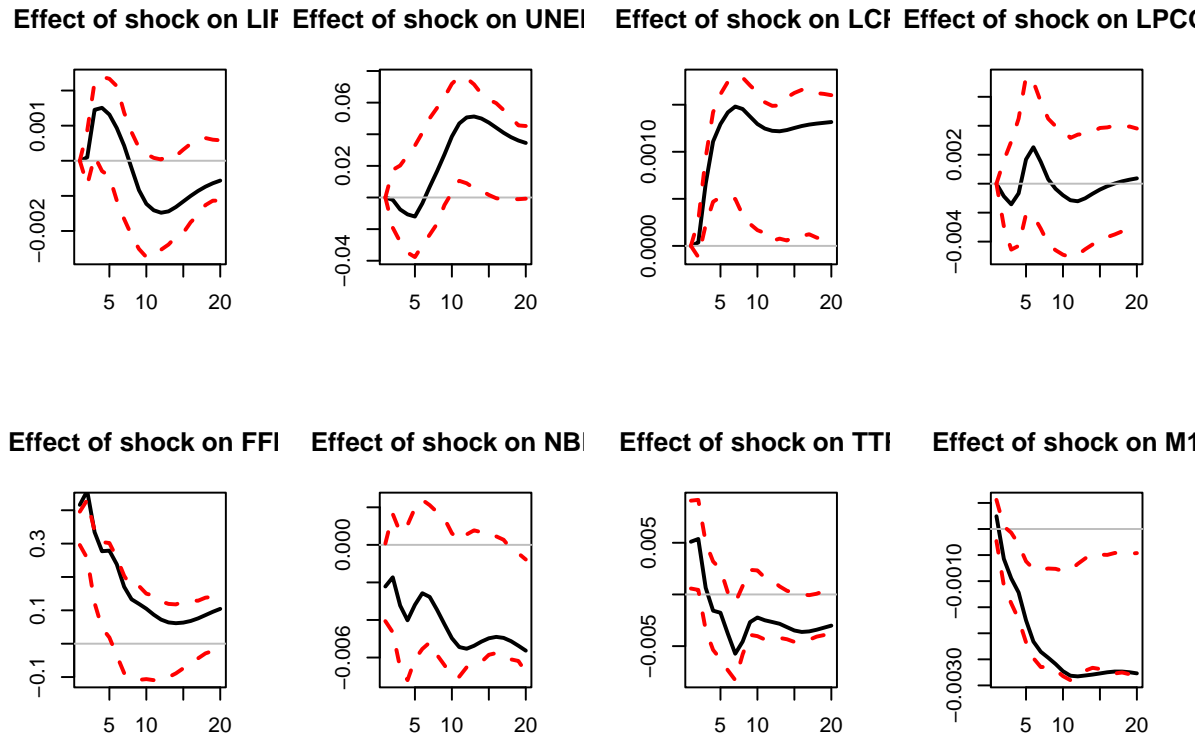 Effect of shock on LIP
Effect of shock on UNE
Effect of shock on LCP
Effect of shock on LPCO
0.001
-0.002
5 10 20
0.06
0.02
−0.04
5 10 20
0.0010
0.0000
5 10 20
0.002
−0.004
5 10 20
Effect of shock on FF
Effect of shock on NB
Effect of shock on TT
Effect of shock on M1
0.3
0.1
−0.1
5 10 20
0.000
−0.006
5 10 20
0.005
−0.005
5 10 20
−0.0010
−0.0030
5 10 20